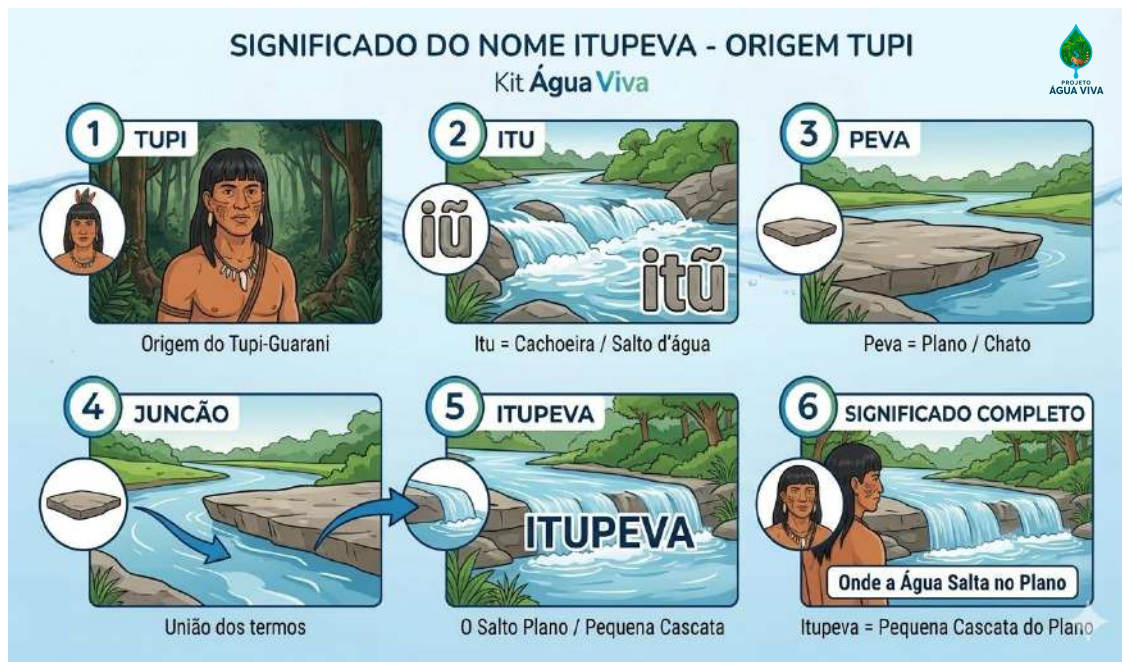 SIGNIFICADO DO NOME ITUPEVA - ORIGEM TUPI
Kit Água Viva
PROJETO
ÁGUA VIVA
1 TUPI
Origem do Tupi-Guarani
2 ITU
iũ
itũ
Itu = Cachoeira / Salto d'água
3 PEVA
Peva = Plano / Chato
4 JUNCÃO
União dos termos
5 ITUPEVA
ITUPEVA
O Salto Plano / Pequena Cascata
6 SIGNIFICADO COMPLETO
Onde a Água Salta no Plano
Itupeva = Pequena Cascata do Plano